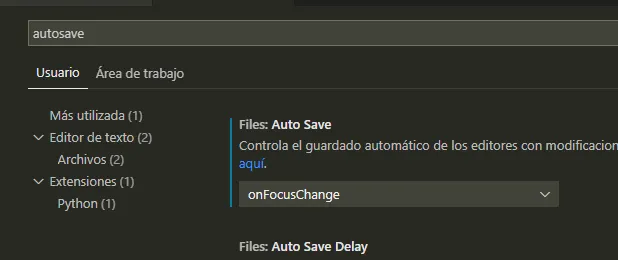 autosave
Usuario Área de trabajo
Más utilizada (1)
Editor de texto (2)
Archivos (2)
Extensiones (1)
Python (1)
Files: Auto Save
Controla el guardado automático de los editores con
aquí.
onFocusChange
Files: Auto Save Delay